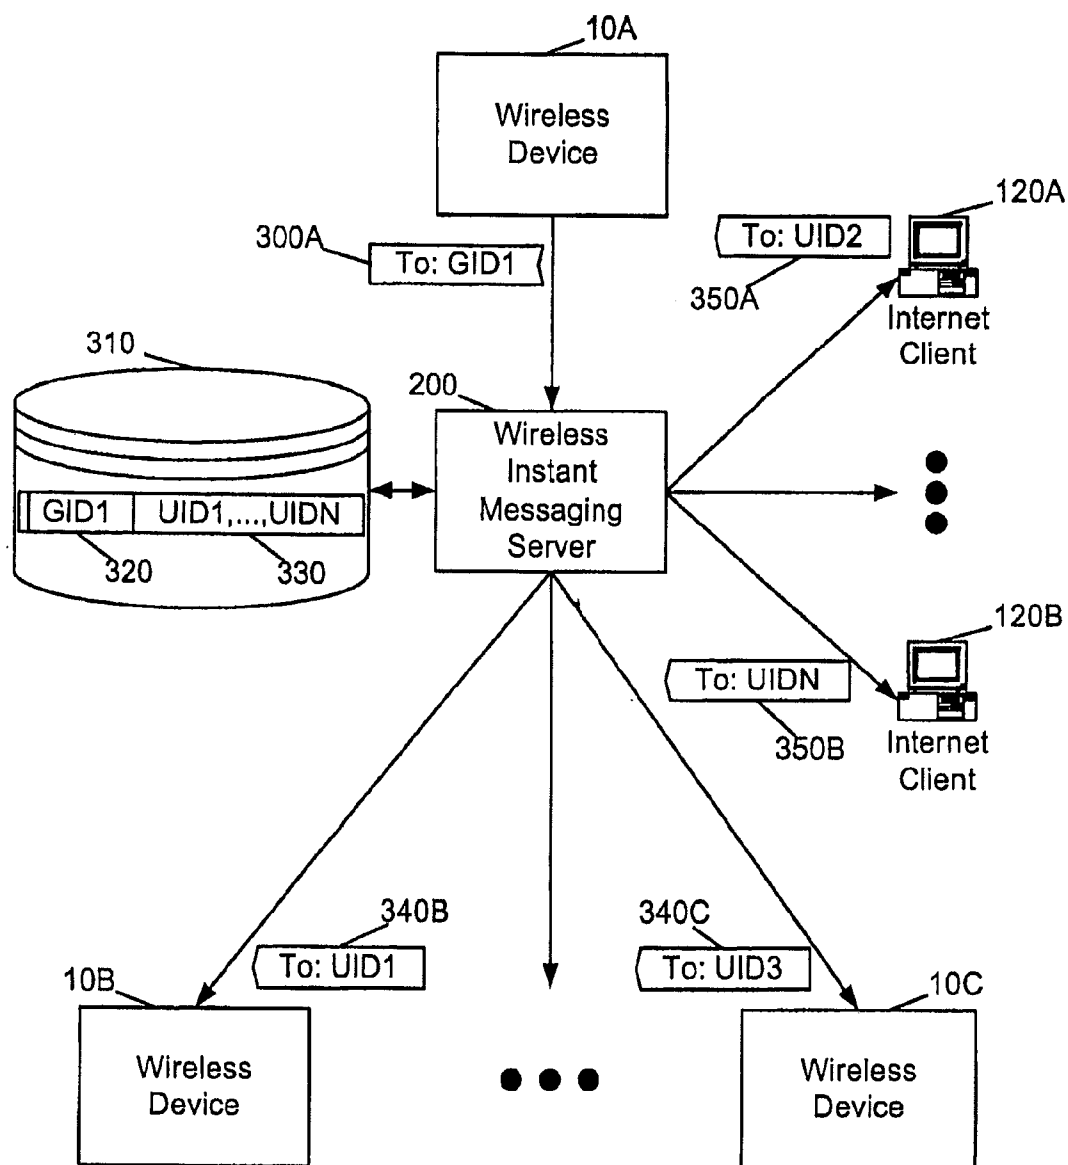 10A
Wireless
Device
120A
300A
To: GID1
To: UID2
350A
Internet
Client
310
200
Wireless
Instant
Messaging
Server
GID1
UID1,...,UIDN
320
330
120B
To: UIDN
350B
Internet
Client
340B
340C
To: UID1
To: UID3
10B
10C
Wireless
Device
Wireless
Device